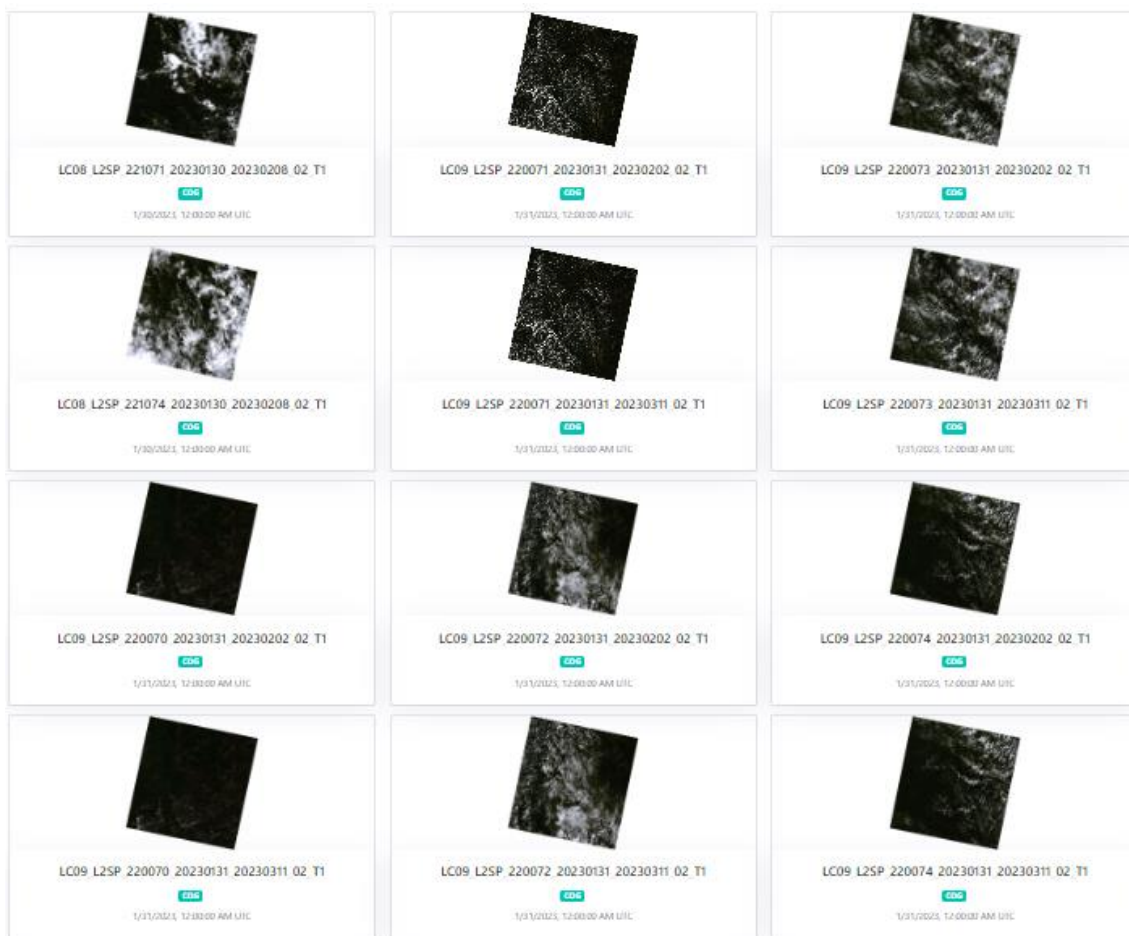 LC08_L2SP_221071_20230130_20230208_02_T1
COG
1/30/2023, 12:00:00 AM UTC
LC09_L2SP_220071_20230131_20230202_02_T1
COG
1/31/2023, 12:00:00 AM UTC
LC09_L2SP_220073_20230131_20230202_02_T1
COG
1/31/2023, 12:00:00 AM UTC
LC08_L2SP_221074_20230130_20230208_02_T1
COG
1/30/2023, 12:00:00 AM UTC
LC09_L2SP_220071_20230131_20230311_02_T1
COG
1/31/2023, 12:00:00 AM UTC
LC09_L2SP_220073_20230131_20230311_02_T1
COG
1/31/2023, 12:00:00 AM UTC
LC09_L2SP_220070_20230131_20230202_02_T1
COG
1/31/2023, 12:00:00 AM UTC
LC09_L2SP_220072_20230131_20230202_02_T1
COG
1/31/2023, 12:00:00 AM UTC
LC09_L2SP_220074_20230131_20230202_02_T1
COG
1/31/2023, 12:00:00 AM UTC
LC09_L2SP_220070_20230131_20230311_02_T1
COG
1/31/2023, 12:00:00 AM UTC
LC09_L2SP_220072_20230131_20230311_02_T1
COG
1/31/2023, 12:00:00 AM UTC
LC09_L2SP_220074_20230131_20230311_02_T1
COG
1/31/2023, 12:00:00 AM UTC